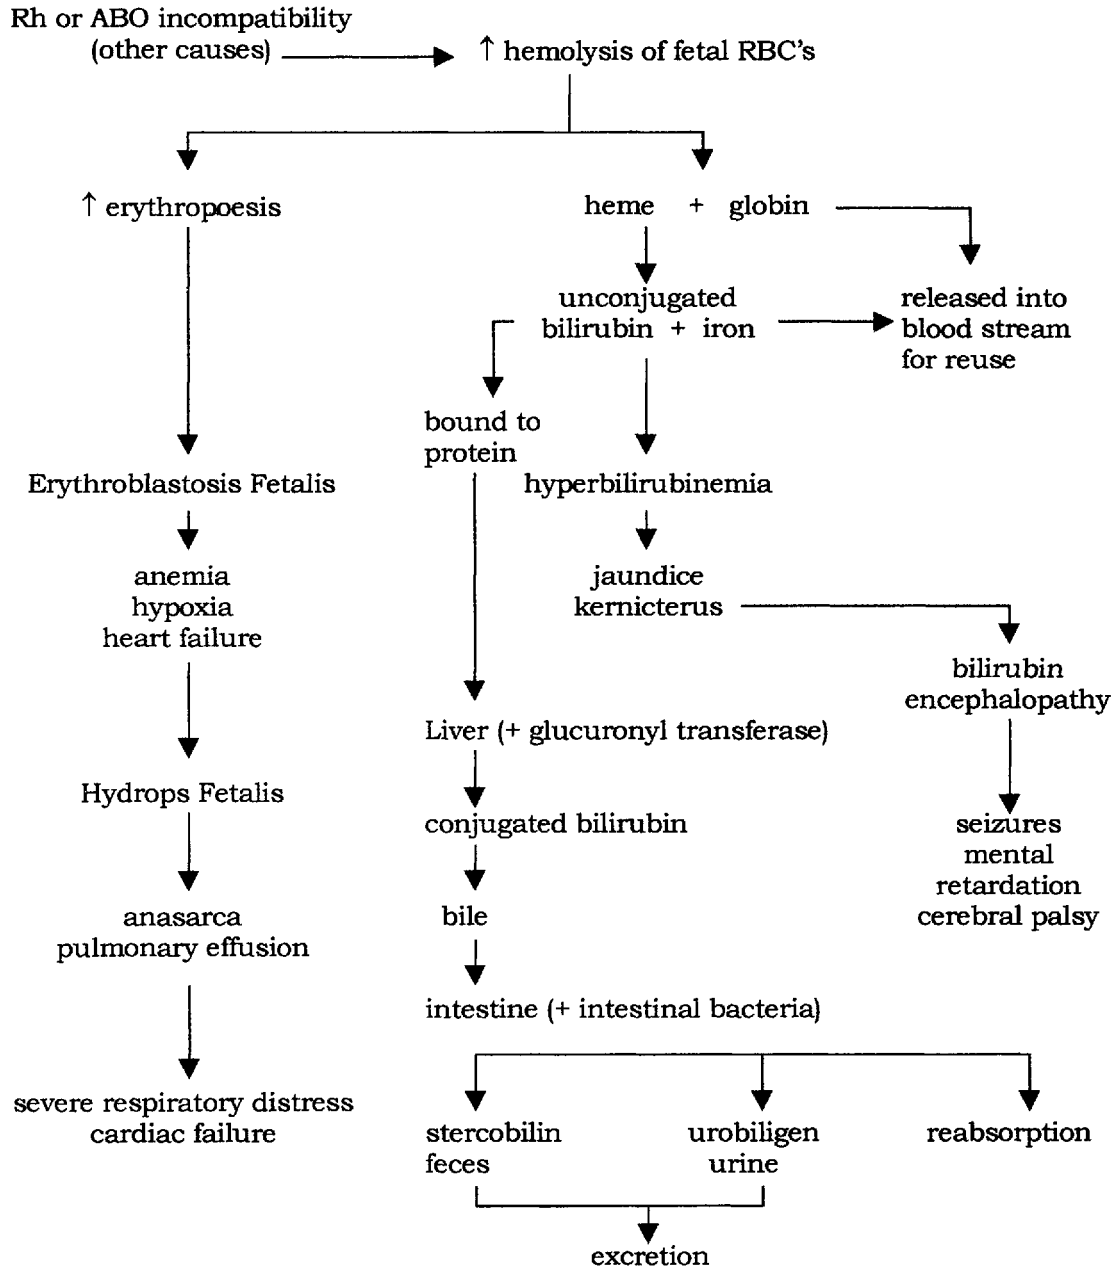 Rh or ABO incompatibility
(other causes)
↑ hemolysis of fetal RBC's
↑ erythropoesis
heme + globin
unconjugated
bilirubin + iron
released into
blood stream
for reuse
bound to
protein
Erythroblastosis Fetalis
hyperbilirubinemia
anemia
hypoxia
heart failure
jaundice
kernicterus
bilirubin
encephalopathy
Liver (+ glucuronyl transferase)
Hydrops Fetalis
conjugated bilirubin
seizures
mental
retardation
cerebral palsy
anasarca
pulmonary effusion
bile
intestine (+ intestinal bacteria)
severe respiratory distress
cardiac failure
stercobilin
feces
urobiligen
urine
reabsorption
excretion